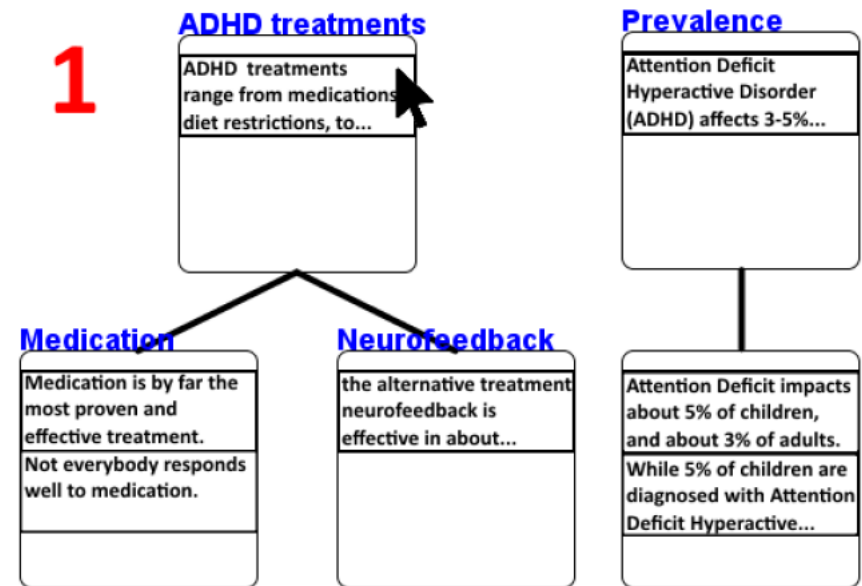 1
ADHD treatments
ADHD treatments
range from medications
diet restrictions, to...
Prevalence
Attention Deficit
Hyperactive Disorder
(ADHD) affects 3-5%...
Medication
Medication is by far the
most proven and
effective treatment.
Not everybody responds
well to medication.
Neurofeedback
the alternative treatment
neurofeedback is
effective in about...
Attention Deficit impacts
about 5% of children,
and about 3% of adults.
While 5% of children are
diagnosed with Attention
Deficit Hyperactive...